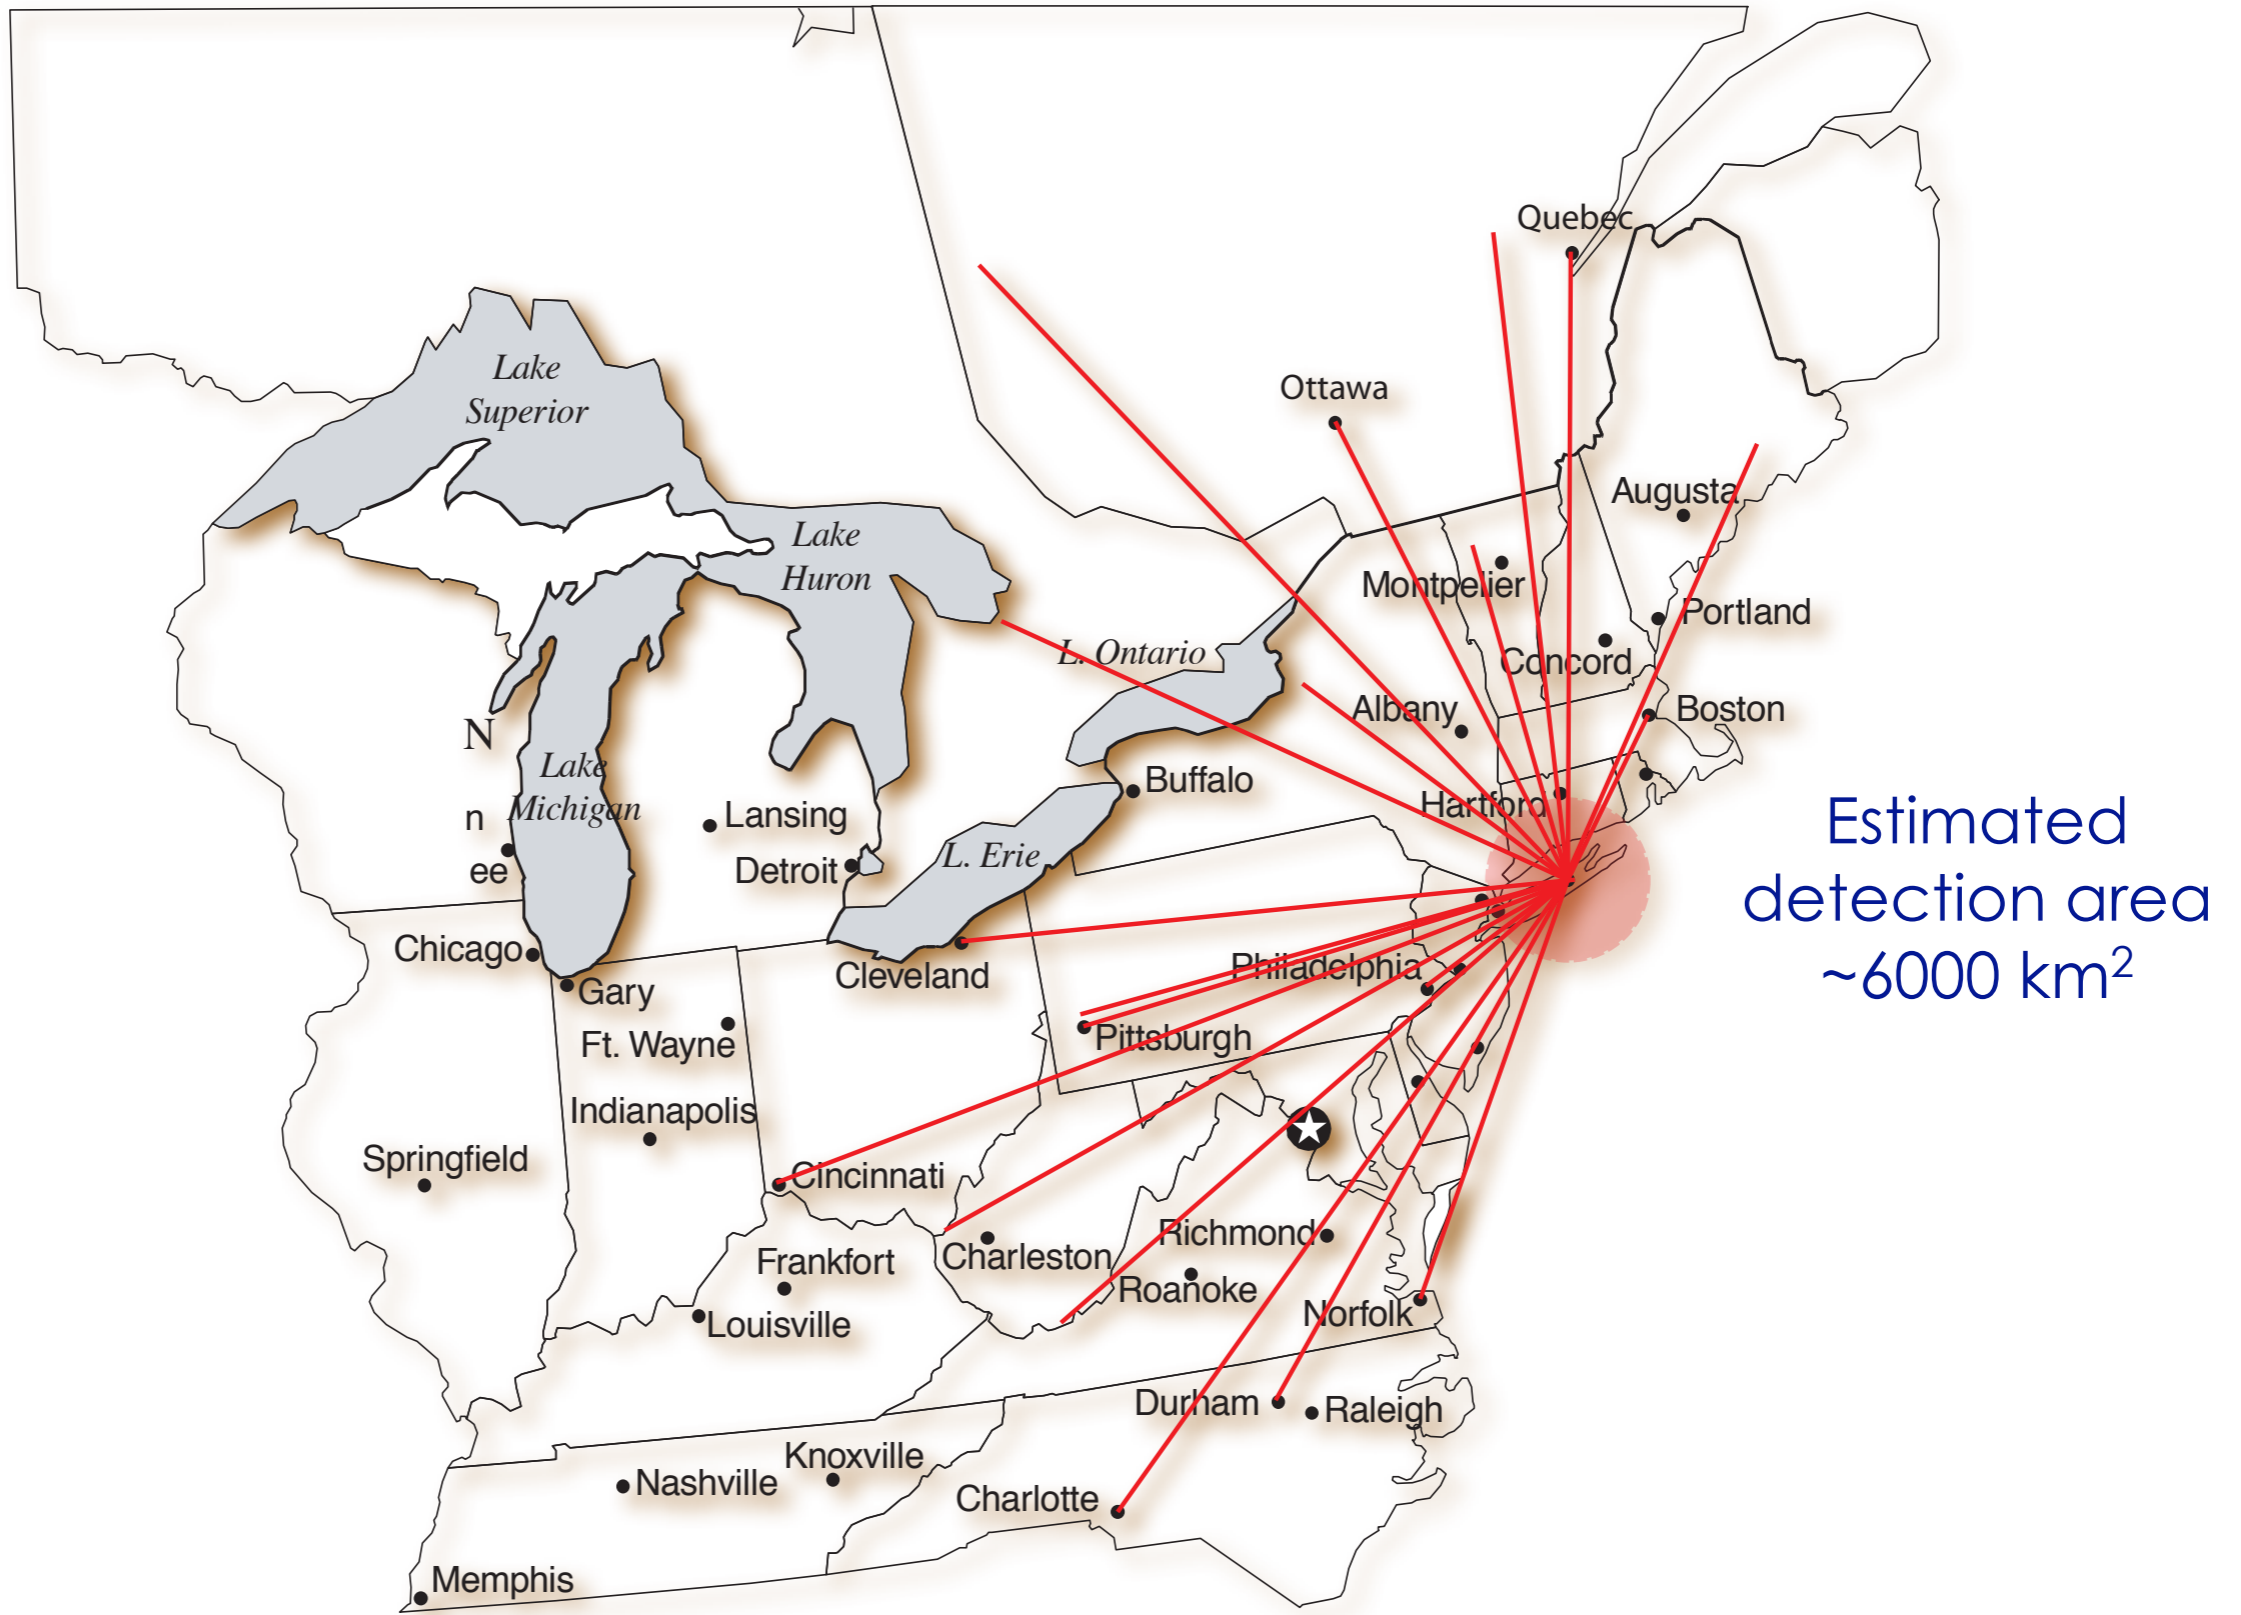 Quebec
Lake
Superior
Ottawa
Augusta
Lake
Huron
Montpelier
Portland
L. Ontario
Concord
N
Albany
Boston
Lake
Michigan
Buffalo
n
Lansing
Hartford
ee
Detroit
L. Erie
Estimated
detection area
~6000 km²
Chicago
Cleveland
Philadelphia
Gary
Ft. Wayne
Pittsburgh
Indianapolis
Springfield
Cincinnati
Frankfort
Charleston
Richmond
Roanoke
Louisville
Norfolk
Durham
Raleigh
Knoxville
Nashville
Charlotte
Memphis